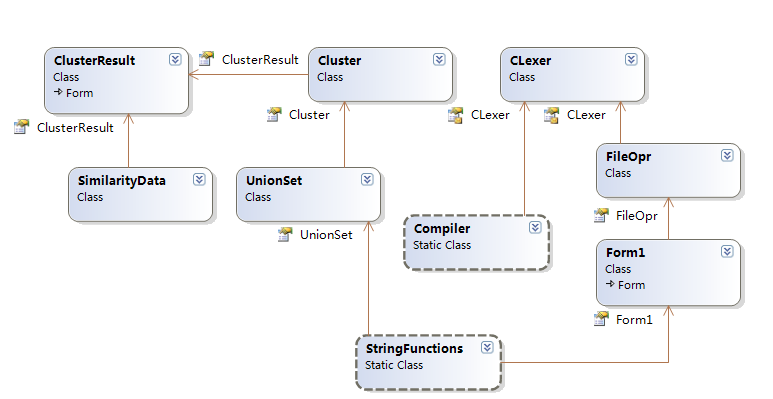 ClusterResult
Class
Form
ClusterResult
Cluster
Class
CLexer
Class
ClusterResult
Cluster
CLexer
CLexer
SimilarityData
Class
UnionSet
Class
FileOpr
Class
UnionSet
Compiler
Static Class
FileOpr
Form1
Class
Form
Form1
StringFunctions
Static Class